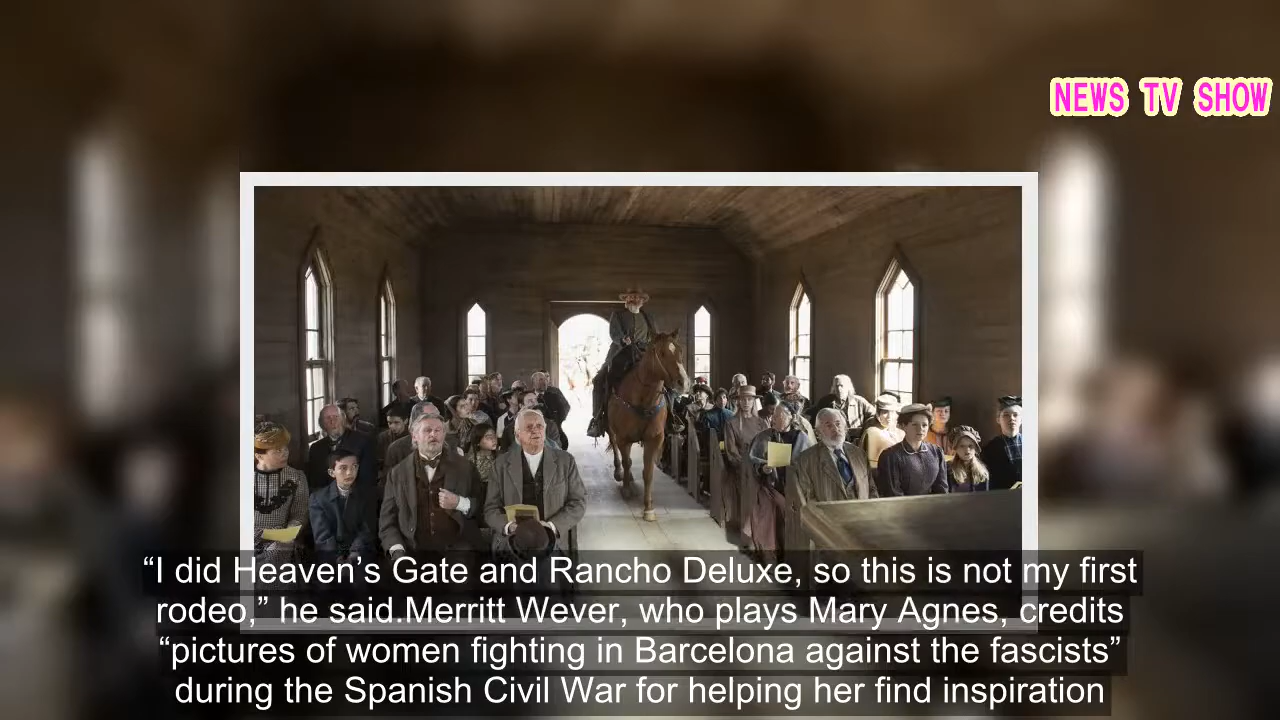 NEWS TV SHOW
“I did Heaven’s Gate and Rancho Deluxe, so this is not my first
rodeo,” he said.Merritt Wever, who plays Mary Agnes, credits
“pictures of women fighting in Barcelona against the fascists”
during the Spanish Civil War for helping her find inspiration